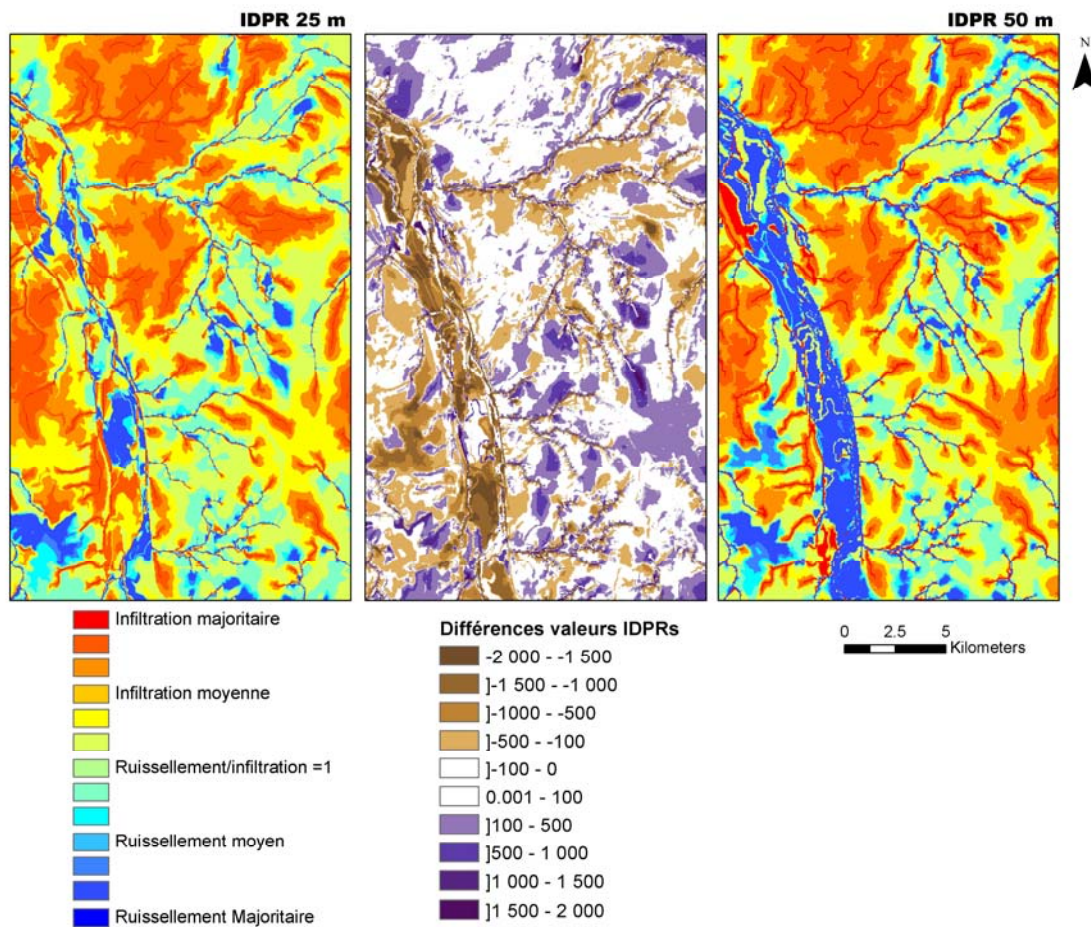 IDPR 25 m
IDPR 50 m
N
Infiltration majoritaire
Infiltration moyenne
Ruissellement/infiltration =1
Ruissellement moyen
Ruissellement Majoritaire
Différences valeurs IDPRs
-2 000 - -1 500
]-1 500 - -1 000
]-1000 - -500
]-500 - -100
]-100 - 0
0.001 - 100
]100 - 500
]500 - 1 000
]1 000 - 1 500
]1 500 - 2 000
0 2.5 5
Kilometers